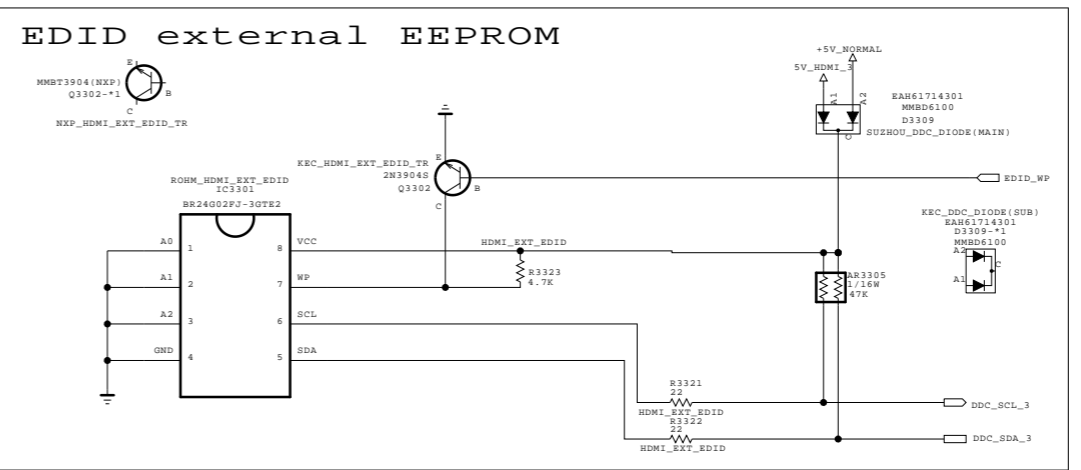 EDID external EEPROM
E
MMBT3904(NXP)
Q3302-*1
B
C
NXP_HDMI_EXT_EDID_TR
+5V_NORMAL
5V_HDMI_3
A1
A2
EAH61714301
MMBD6100
D3309
C
SUZHOU_DDC_DIODE(MAIN)
E
KEC_HDMI_EXT_EDID_TR
2N3904S
Q3302
B
C
EDID_WP
ROHM_HDMI_EXT_EDID
IC3301
BR24G02FJ-3GTE2
KEC_DDC_DIODE(SUB)
EAH61714301
D3309-*1
MMBD6100
A2
C
A1
A0
1
8
VCC
HDMI_EXT_EDID
A1
2
7
WP
R3323
4.7K
AR3305
1/16W
47K
A2
3
6
SCL
GND
4
5
SDA
R3321
22
HDMI_EXT_EDID
DDC_SCL_3
R3322
22
HDMI_EXT_EDID
DDC_SDA_3